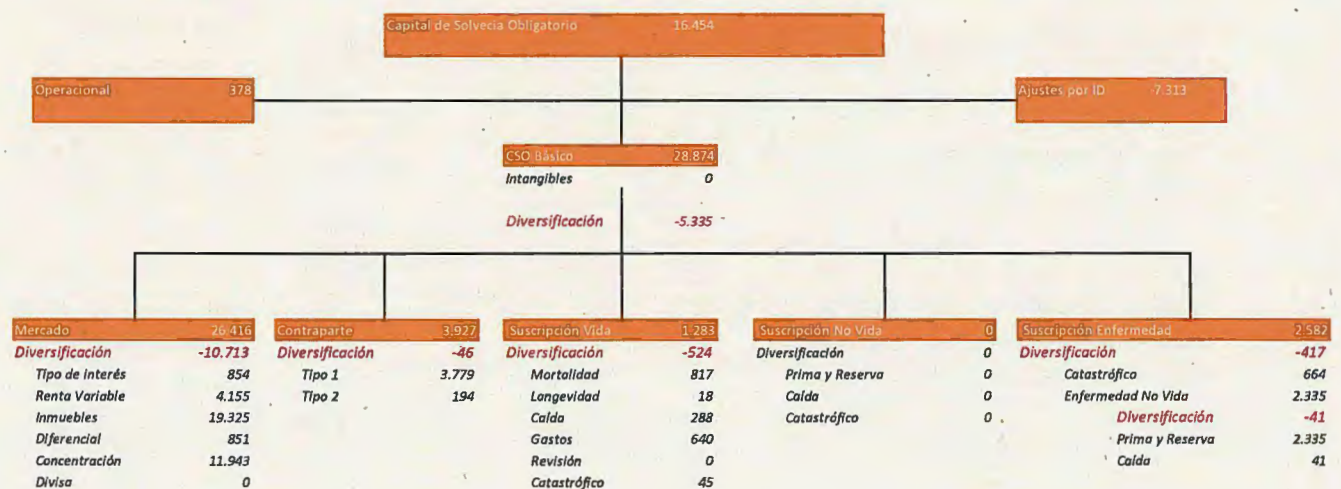 Capital de Solvecia Obligatorio 16.454
Operacional 378
Ajustes por ID -7.313
CSO Básico 28.874
Intangibles 0
Diversificación -5.335
Mercado 26.416
Diversificación -10.713
Tipo de Interés 854
Renta Variable 4.155
Inmuebles 19.325
Diferencial 851
Concentración 11.943
Divisa 0
Contraparte 3.927
Diversificación -46
Tipo 1 3.779
Tipo 2 194
Suscripción Vida 1.283
Diversificación -524
Mortalidad 817
Longevidad 18
Caída 288
Gastos 640
Revisión 0
Catastrófico 45
Suscripción No Vida 0
Diversificación 0
Prima y Reserva 0
Caída 0
Catastrófico 0
Suscripción Enfermedad 2.582
Diversificación -417
Catastrófico 664
Enfermedad No Vida 2.335
Diversificación -41
Prima y Reserva 2.335
Caída 41